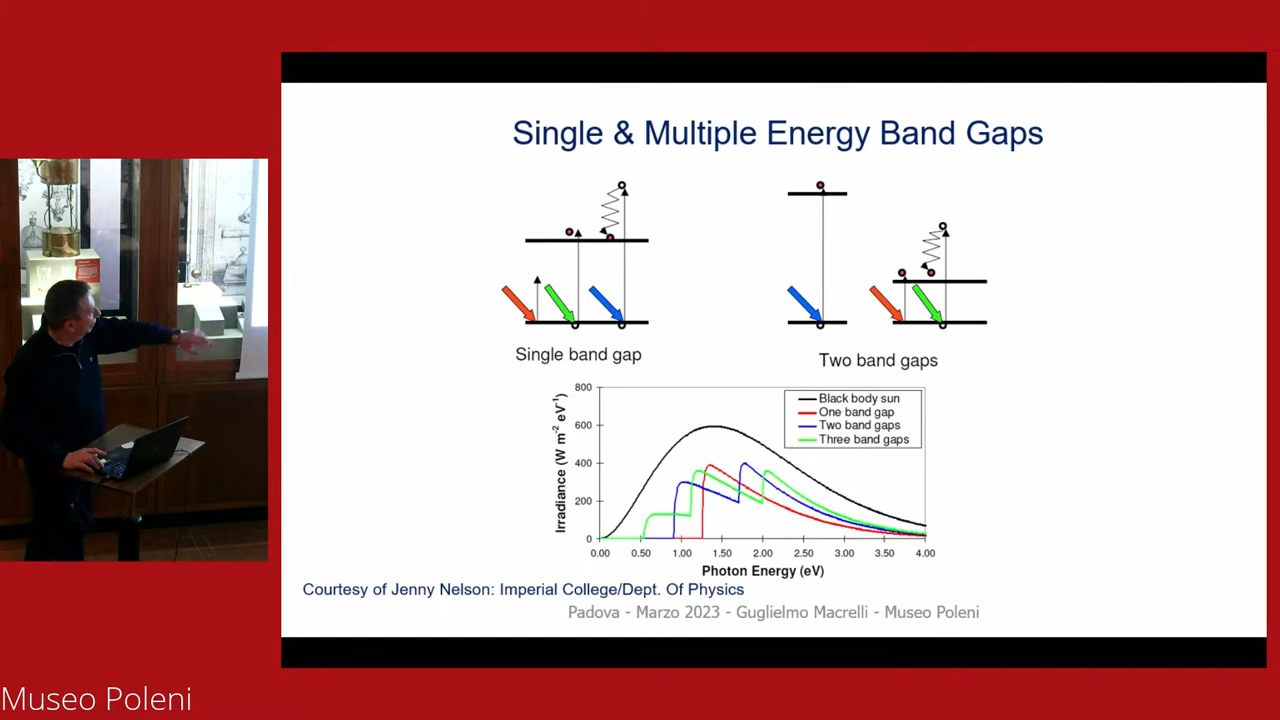 Single & Multiple Energy Band Gaps
Single band gap
Two band gaps
800
600
400
200
0
Irradiance (W m-2 eV-1)
Black body sun
One band gap
Two band gaps
Three band gaps
0.00 0.50 1.00 1.50 2.00 2.50 3.00 3.50 4.00
Photon Energy (eV)
Courtesy of Jenny Nelson: Imperial College/Dept. Of Physics
Padova - Marzo 2023 - Guglielmo Macrelli - Museo Poleni
Museo Poleni